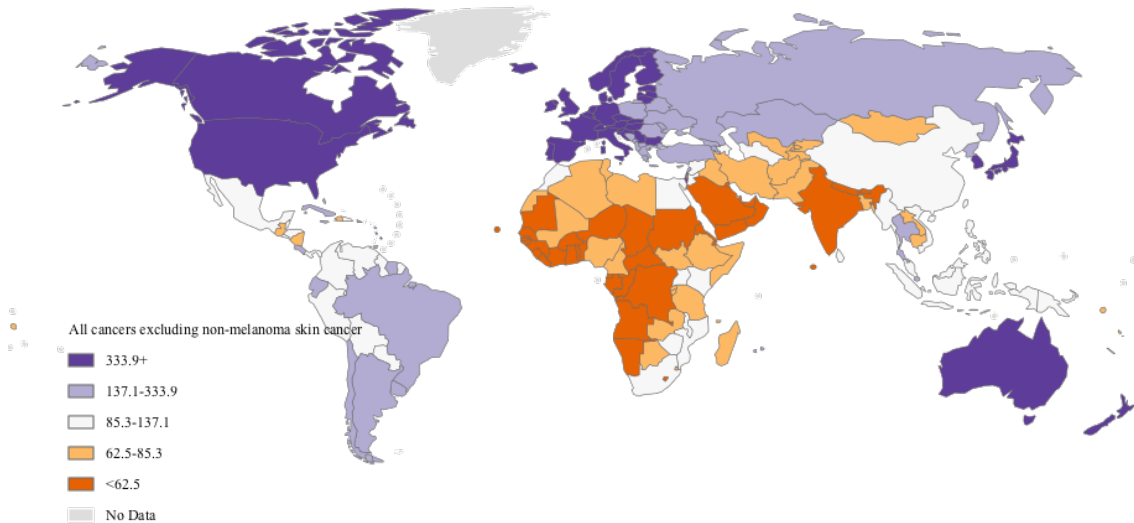 All cancers excluding non-melanoma skin cancer
333.9+
137.1-333.9
85.3-137.1
62.5-85.3
<62.5
No Data